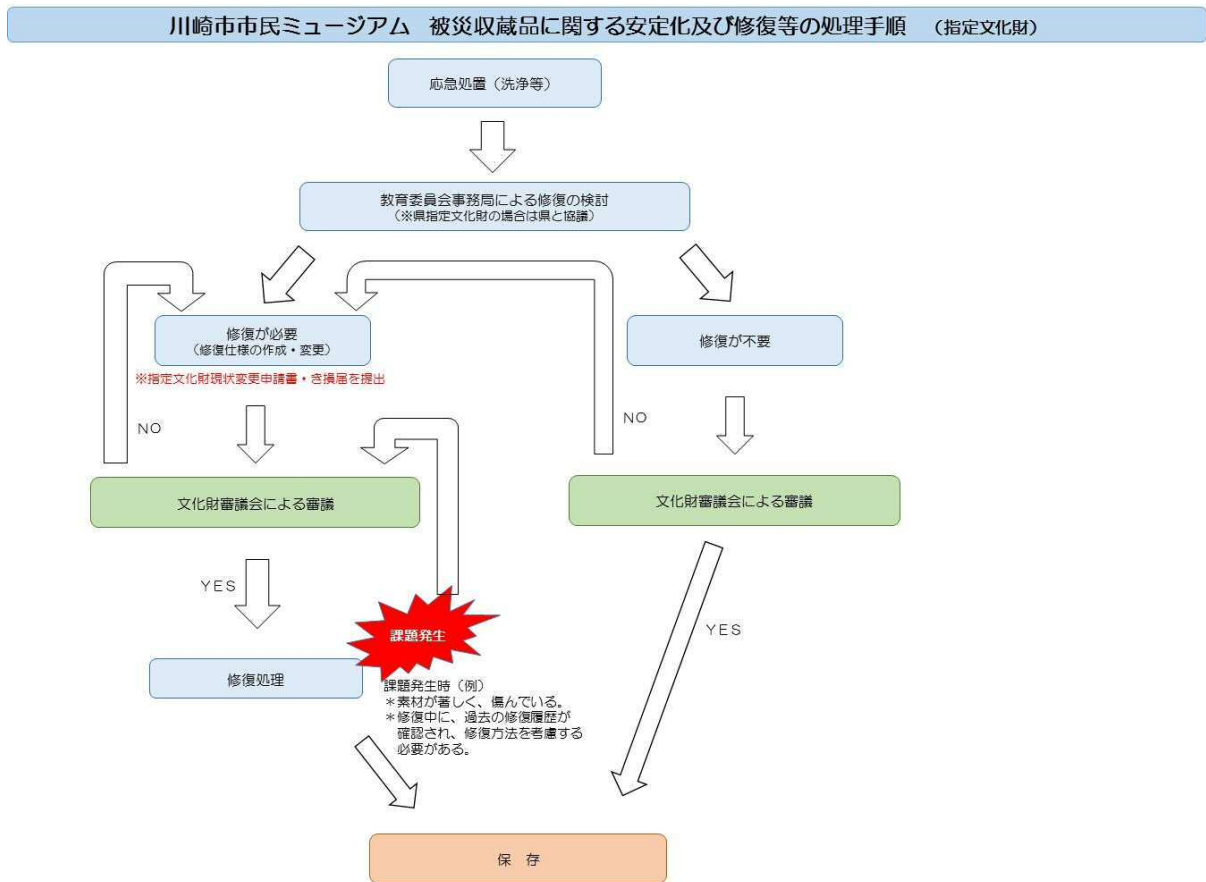 川崎市市民ミュージアム 被災収蔵品に関する安定化及び修復等の処理手順 (指定文化財)
応急処置(洗浄等)
教育委員会事務局による修復の検討
(※県指定文化財の場合は県と協議)
修復が必要
(修復仕様の作成・変更)
修復が不要
※指定文化財現状変更申請書・き損届を提出
NO
NO
文化財審議会による審議
文化財審議会による審議
YES
YES
課題発生
修復処理
課題発生時(例)
*素材が著しく、傷んでいる。
*修復中に、過去の修復履歴が
確認され、修復方法を考慮する
必要がある。
保 存